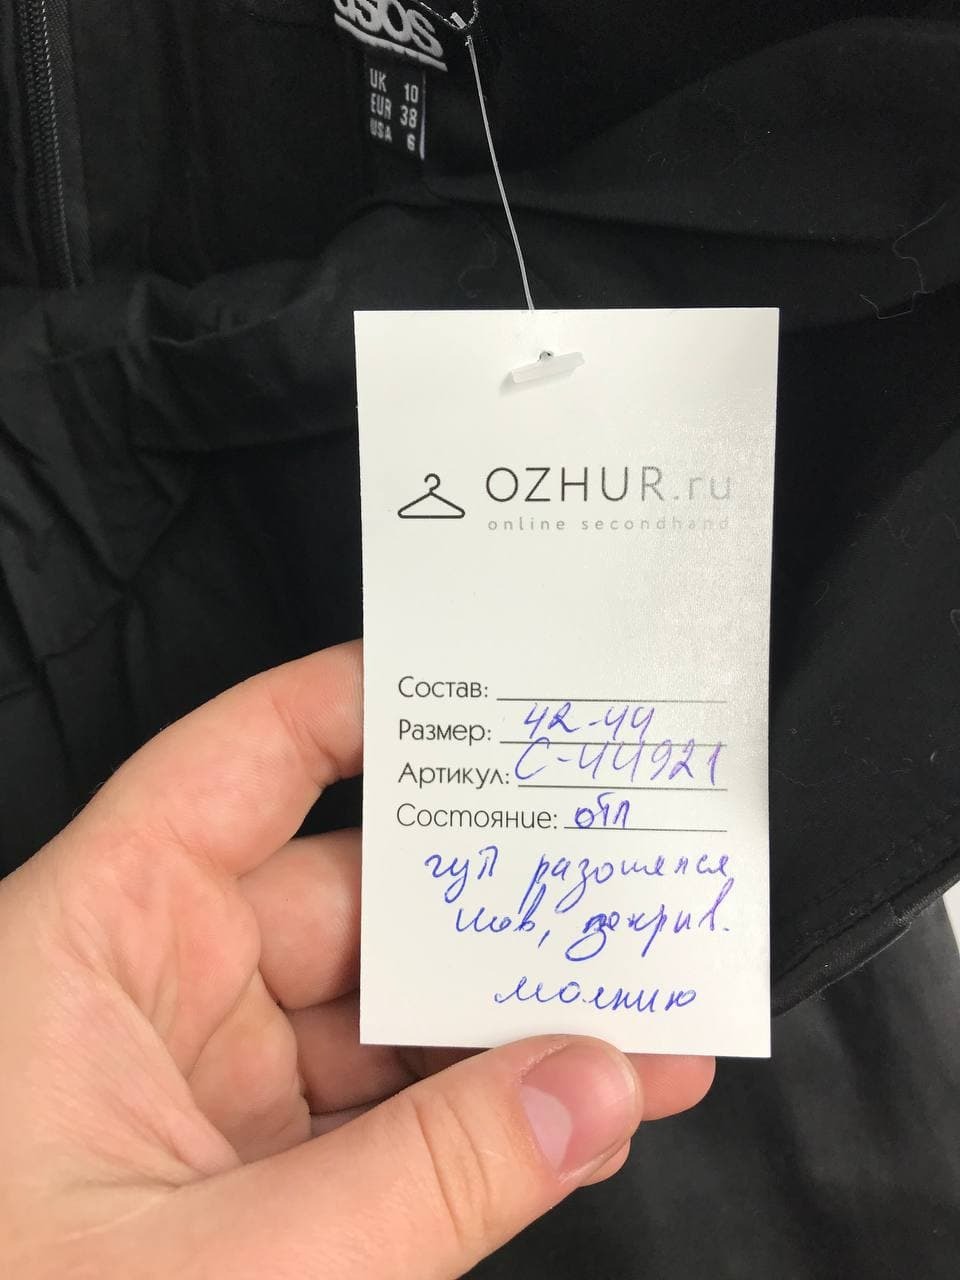 asos
UK 10
EUR 38
USA 6
OZHUR.ru
online secondhand
Состав:
Размер: 42-44
Артикул: С-44921
Состояние: отл
чут разошелся
шов, закрыв.
молнию